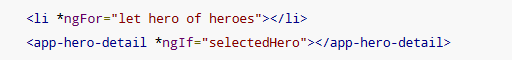 <li *ngFor="let hero of heroes"></li>
<app-hero-detail *ngIf="selectedHero"></app-hero-detail>